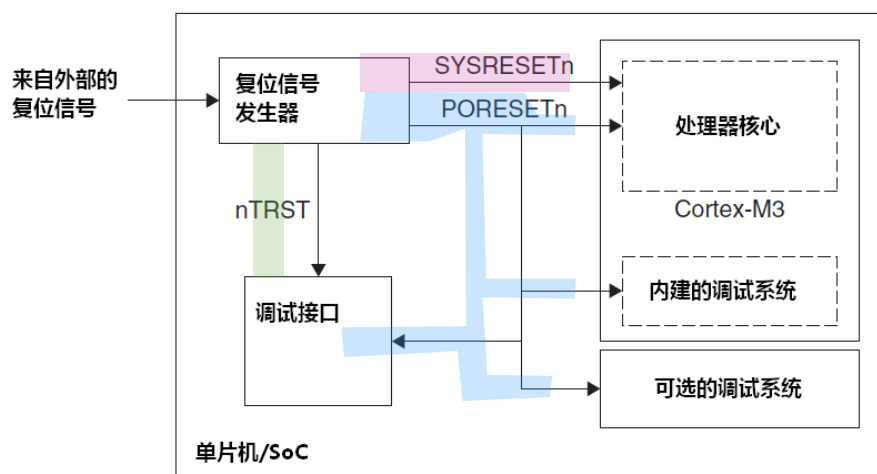 来自外部的
复位信号
复位信号
发生器
SYSRESETn
PORESETn
处理器核心
Cortex-M3
nTRST
调试接口
内建的调试系统
可选的调试系统
单片机/SoC